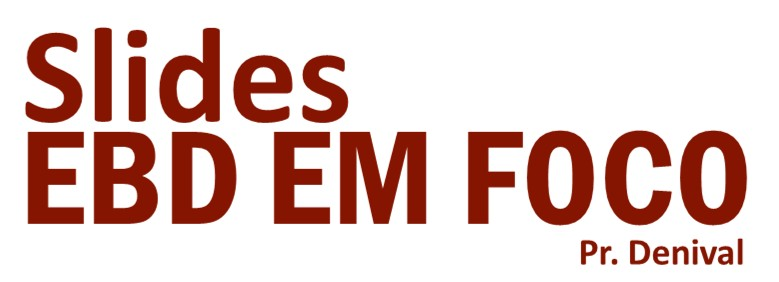 Slides
EBD EM FOCO
Pr. Denival